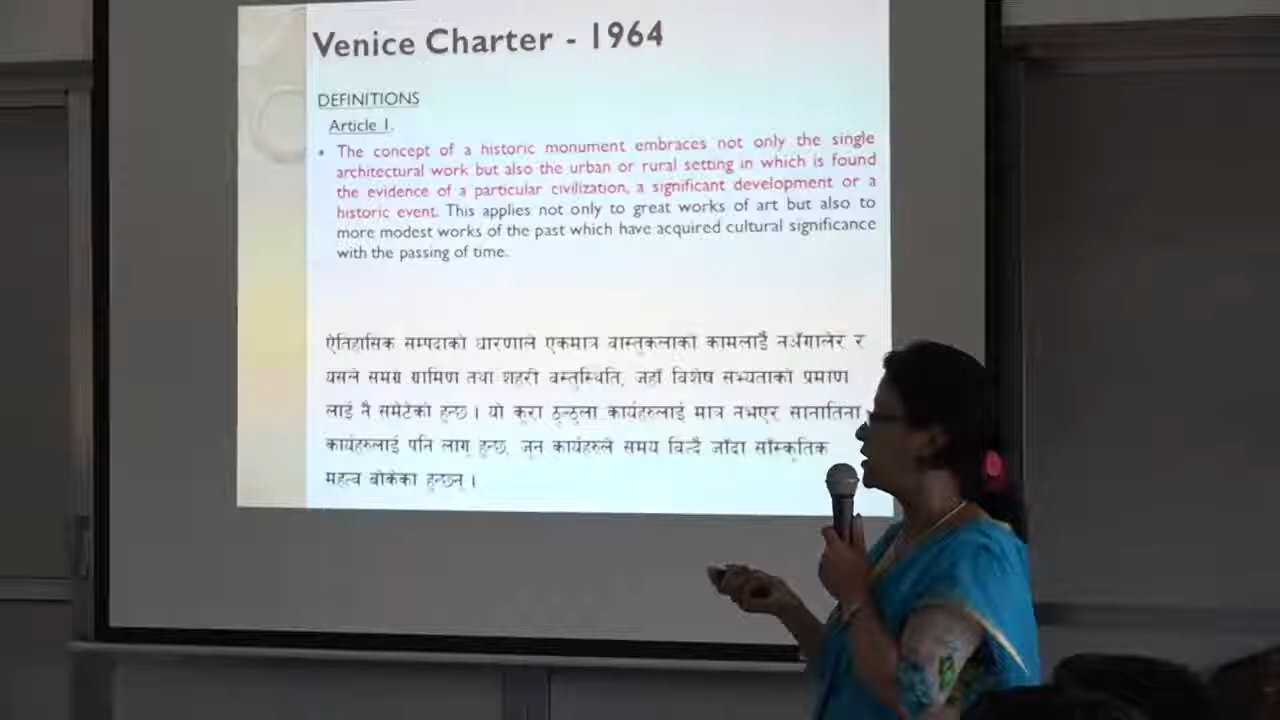 Venice Charter - 1964
DEFINITIONS
Article 1.
• The concept of a historic monument embraces not only the single
architectural work but also the urban or rural setting in which is found
the evidence of a particular civilization, a significant development or a
historic event. This applies not only to great works of art but also to
more modest works of the past which have acquired cultural significance
with the passing of time.
ऐतिहासिक सम्पदाको धारणाले एकमात्र वास्तुकलाको कामलाई नअँगालेर र
यसले समग्र ग्रामिण तथा शहरी वस्तुस्थिति, जहाँ विशेष सभ्यताको प्रमाण
लाई नै समेटेको हुन्छ । यो कुरा ठुल्ठुला कार्यहरुलाई मात्र नभएर सानातिना
कार्यहरुलाई पनि लागु हुन्छ, जुन कार्यहरुले समय बित्दै जाँदा साँस्कृतिक
महत्व बोकेका हुन्छन् ।